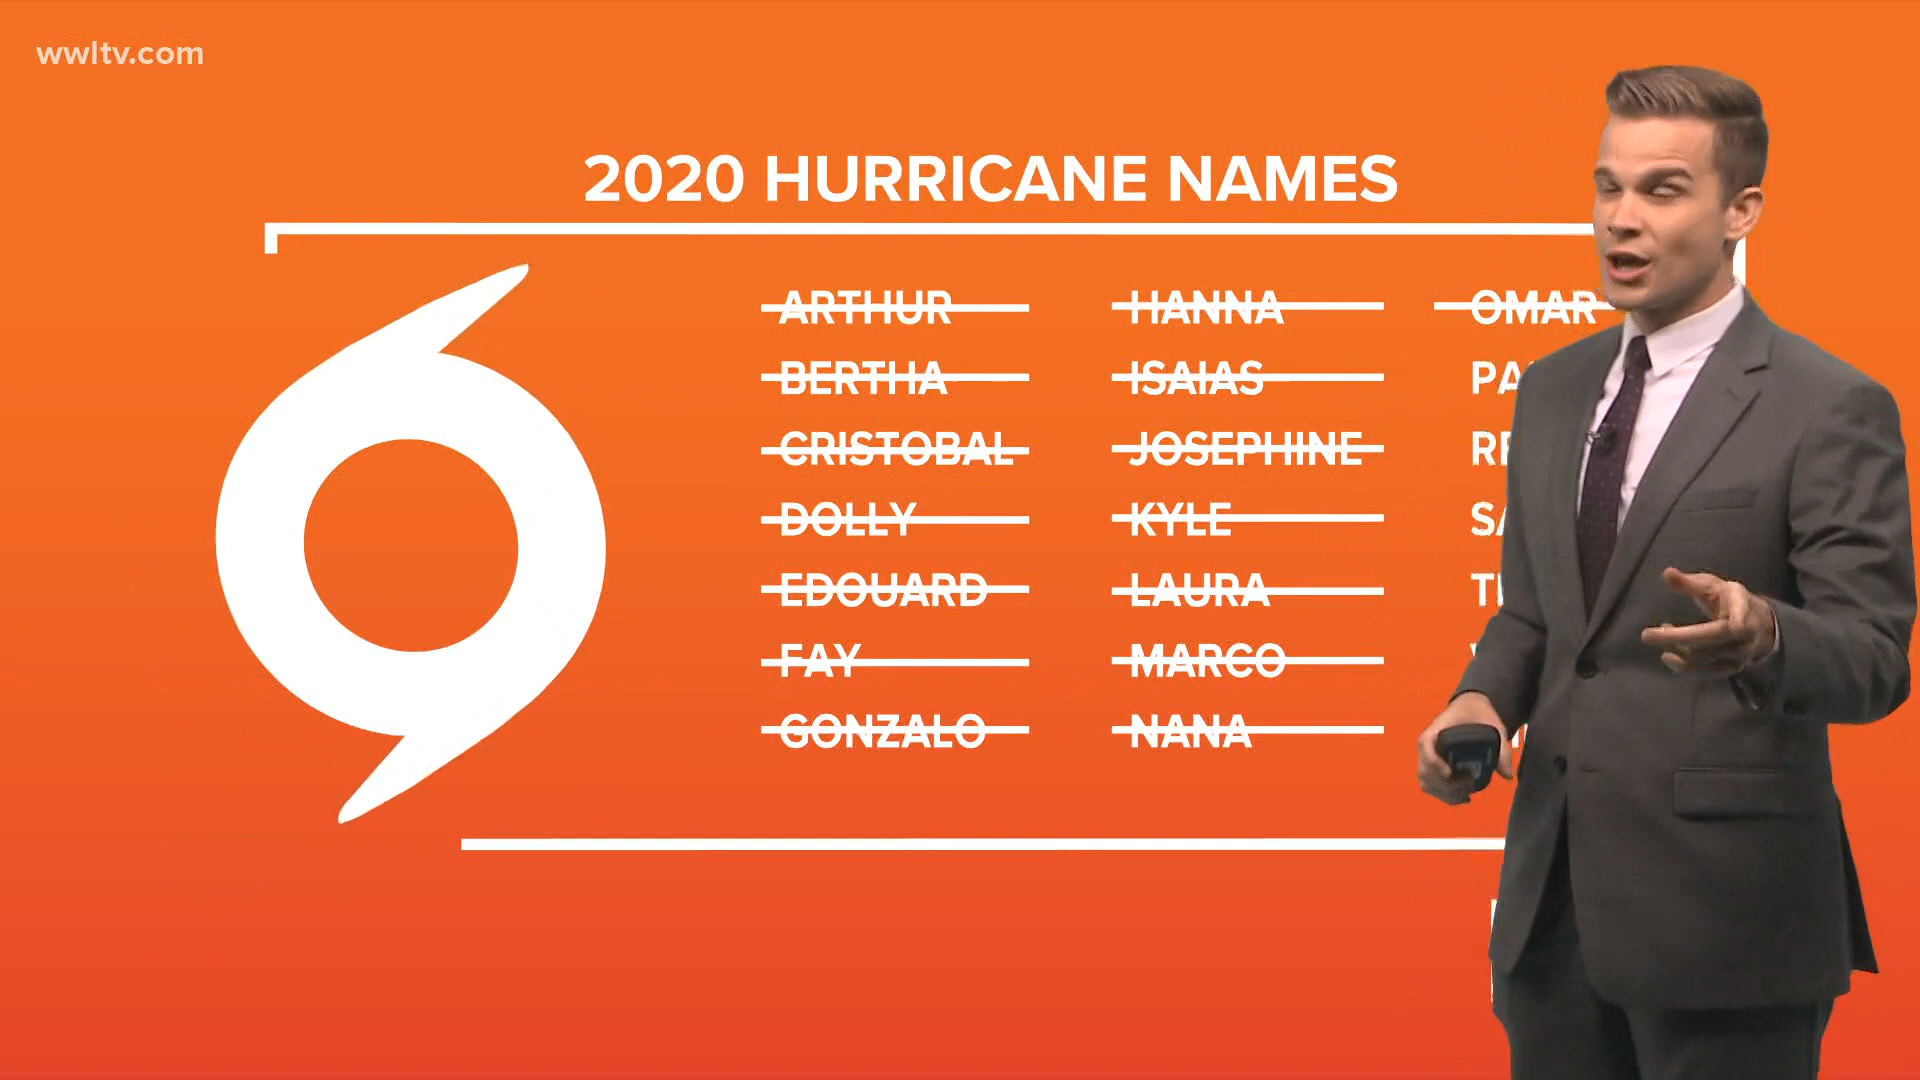 wwltv.com
2020 HURRICANE NAMES
ARTHUR
BERTHA
CRISTOBAL
DOLLY
EDOUARD
FAY
GONZALO
HANNA
ISAIAS
JOSEPHINE
KYLE
LAURA
MARCO
NANA
OMAR